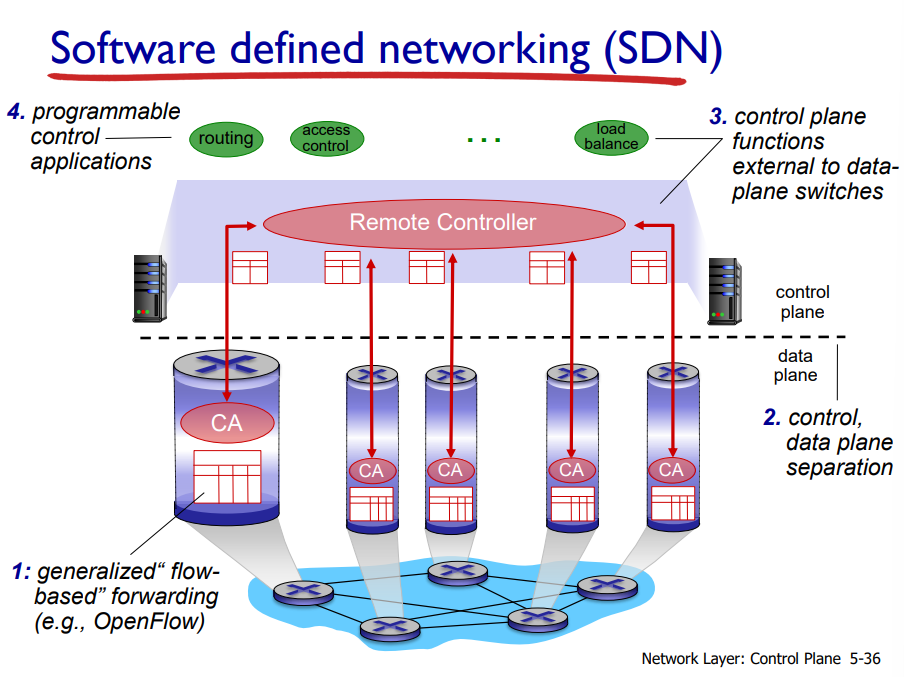 Software defined networking (SDN)
4. programmable
control
applications
routing
access
control
. . .
load
balance
3. control plane
functions
external to data-
plane switches
Remote Controller
control
plane
data
plane
CA
CA
CA
CA
CA
2. control,
data plane
separation
1: generalized“ flow-
based” forwarding
(e.g., OpenFlow)
Network Layer: Control Plane 5-36